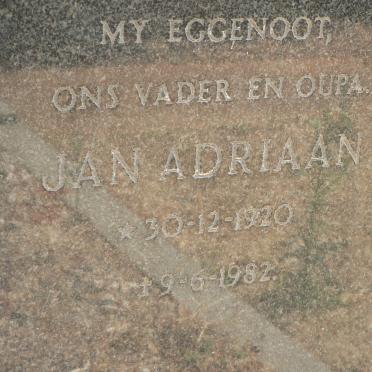 MY EGGENOOT,
ONS VADER EN OUPA.
JAN ADRIAAN
* 30-12-1920
† 9-6-1982